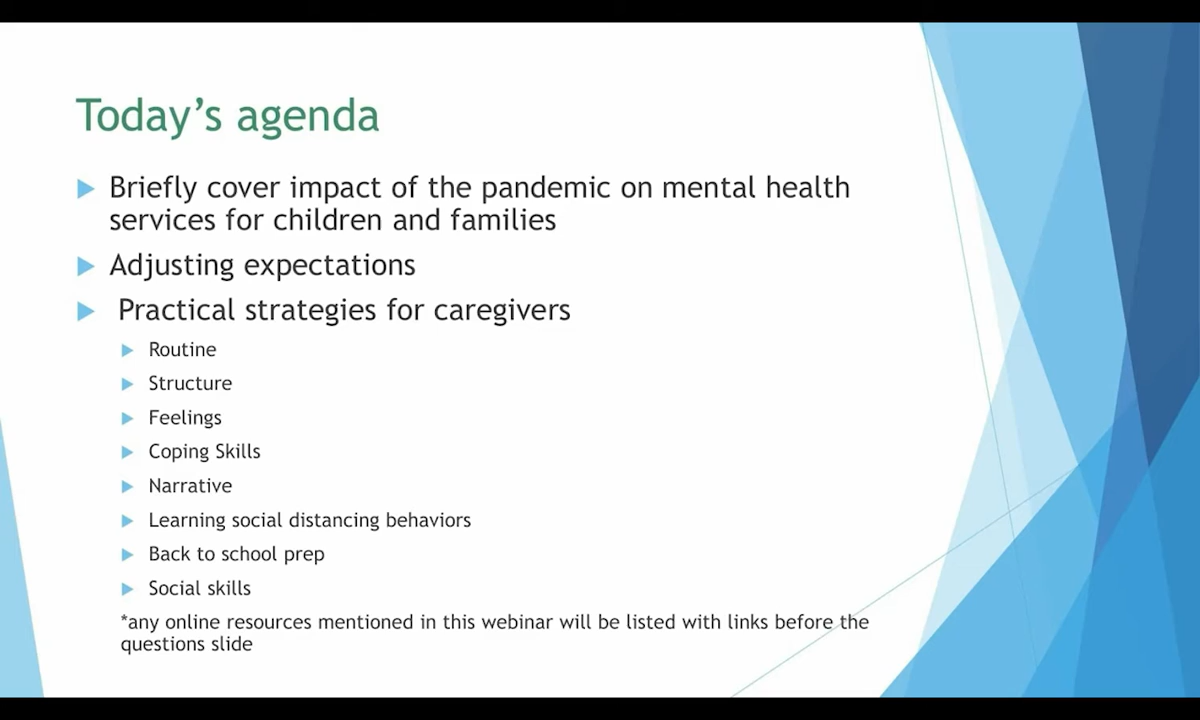 Today’s agenda
Briefly cover impact of the pandemic on mental health
services for children and families
Adjusting expectations
Practical strategies for caregivers
Routine
Structure
Feelings
Coping Skills
Narrative
Learning social distancing behaviors
Back to school prep
Social skills
*any online resources mentioned in this webinar will be listed with links before the
questions slide